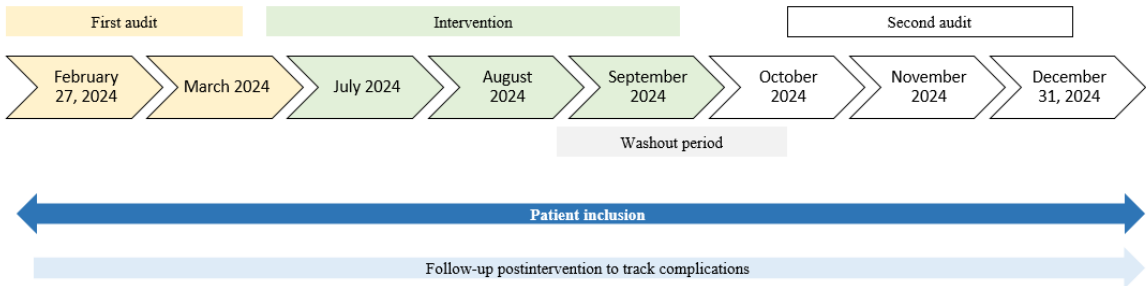 First audit
Intervention
Second audit
February
27, 2024
March 2024
July 2024
August
2024
September
2024
October
2024
November
2024
December
31, 2024
Washout period
Patient inclusion
Follow-up postintervention to track complications